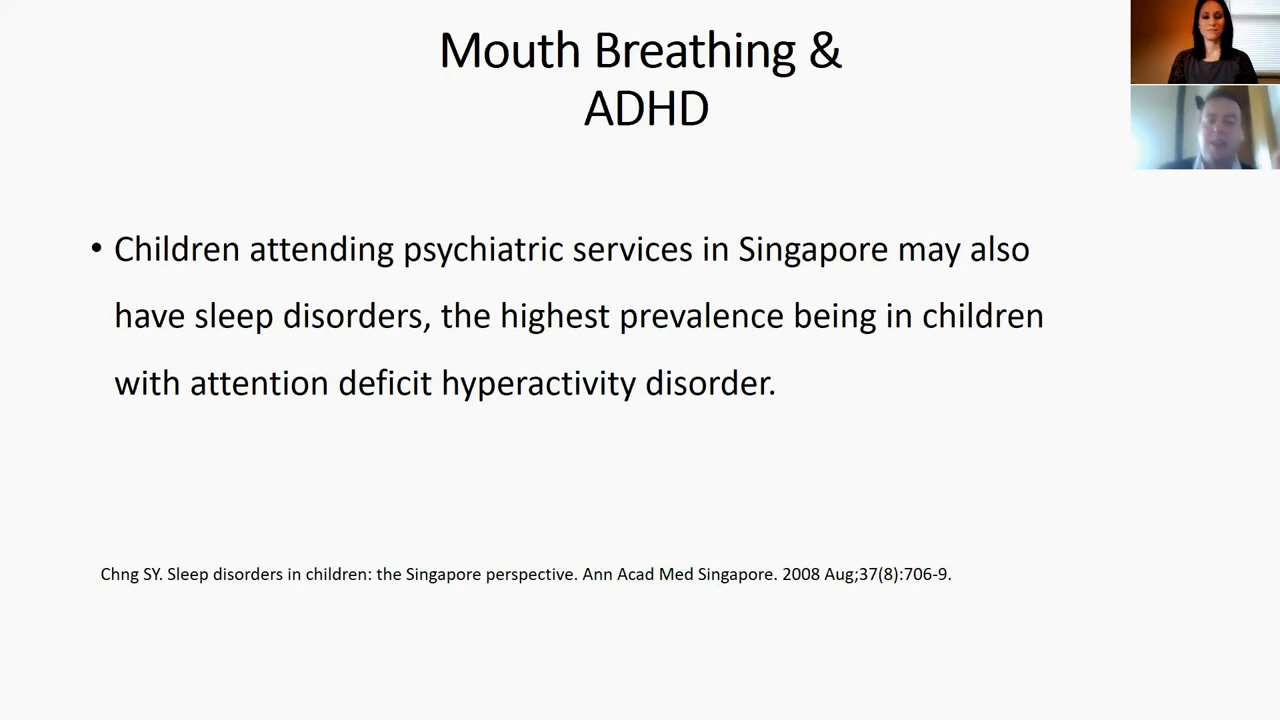 Mouth Breathing &
ADHD
• Children attending psychiatric services in Singapore may also
have sleep disorders, the highest prevalence being in children
with attention deficit hyperactivity disorder.
Chng SY. Sleep disorders in children: the Singapore perspective. Ann Acad Med Singapore. 2008 Aug;37(8):706-9.